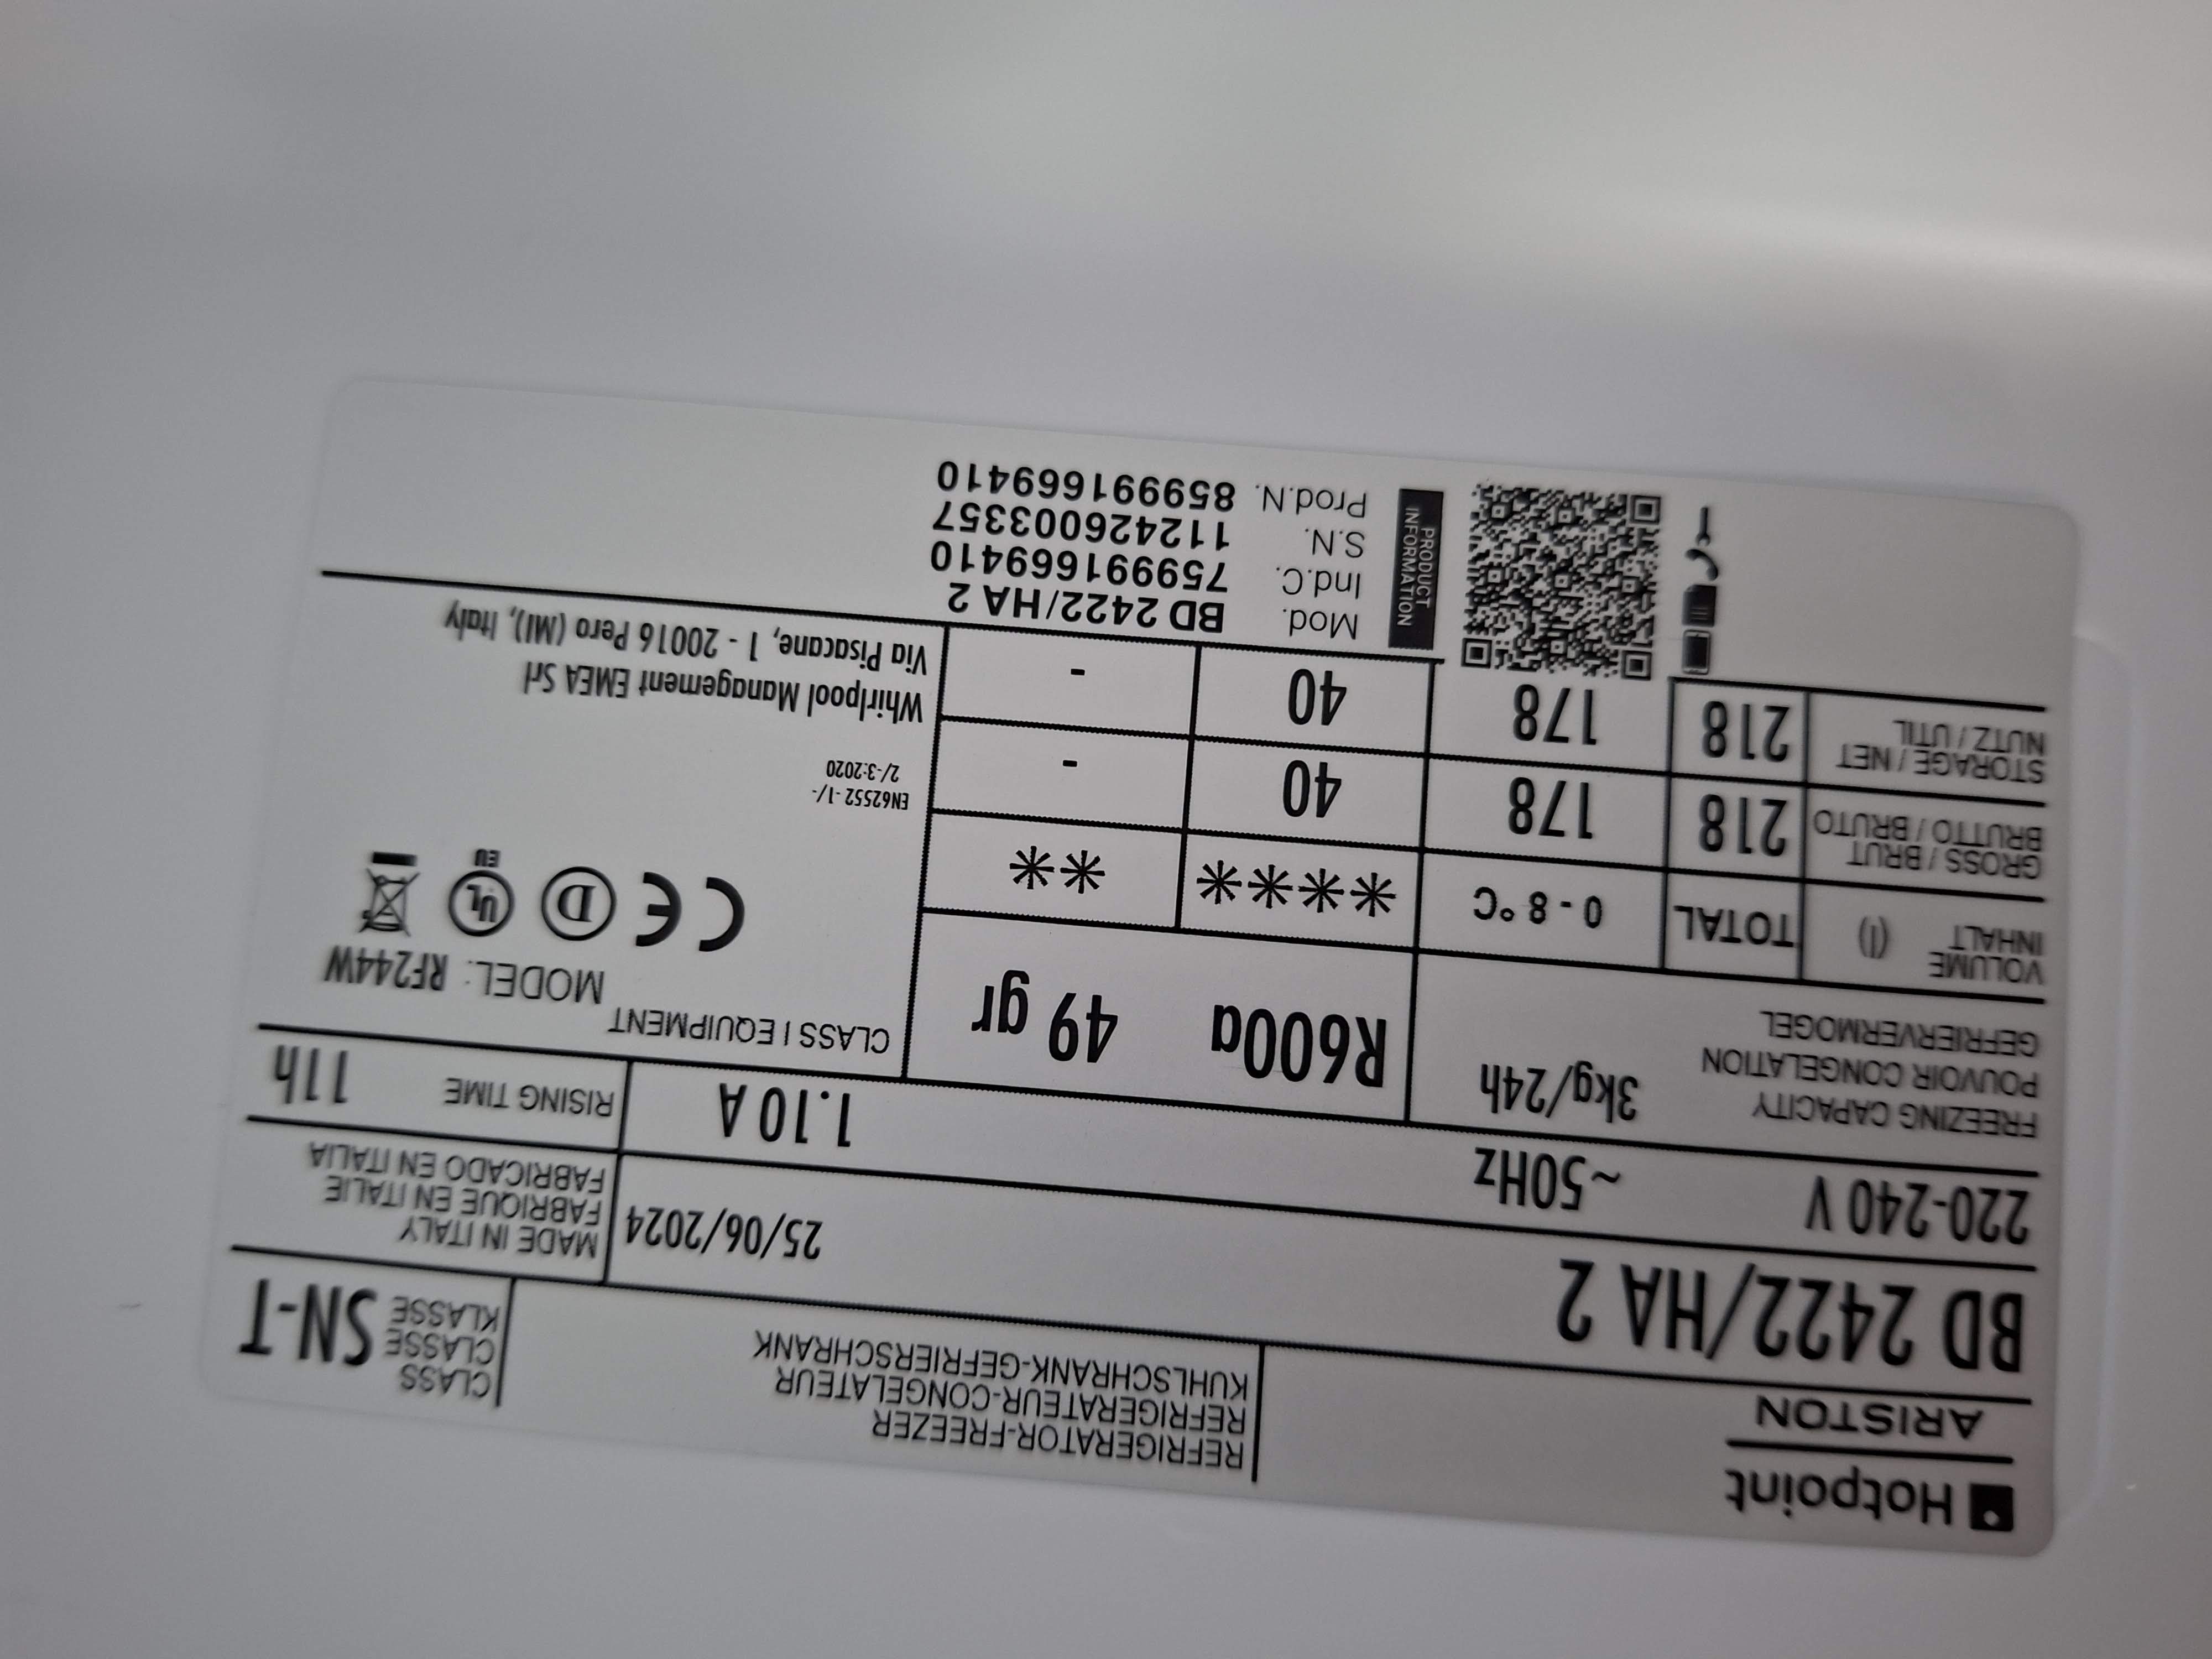 Hotpoint
ARISTON
REFRIGERATOR-FREEZER
REFRIGERATEUR-CONGELATEUR
KUHLSCHRANK-GEFRIERSCHRANK
CLASS
CLASSE
KLASSE
SN-T
BD 2422/HA 2
25/06/2024
MADE IN ITALY
FABRIQUE EN ITALIE
FABRICADO EN ITALIA
220-240 V
~50Hz
1.10 A
RISING TIME 11h
FREEZING CAPACITY
POUVOIR CONGELATION
GEFRIERVERMOGEL
3kg/24h
R600a 49 gr
CLASS I EQUIPMENT
MODEL: RF244W
VOLUME
INHALT (l)
TOTAL
0 - 8 °C
****
**
CE D UL
EU
GROSS / BRUT
BRUTTO / BRUTO
218
178
40
-
EN62552 -1/-
2/-3:2020
STORAGE / NET
NUTZ / UTIL
218
178
40
-
Whirlpool Management EMEA Srl
Via Pisacane, 1 - 20016 Pero (MI), Italy
PRODUCT
INFORMATION
Mod. BD 2422/HA 2
Ind.C. 759991669410
S.N. 112426003357
Prod.N. 859991669410